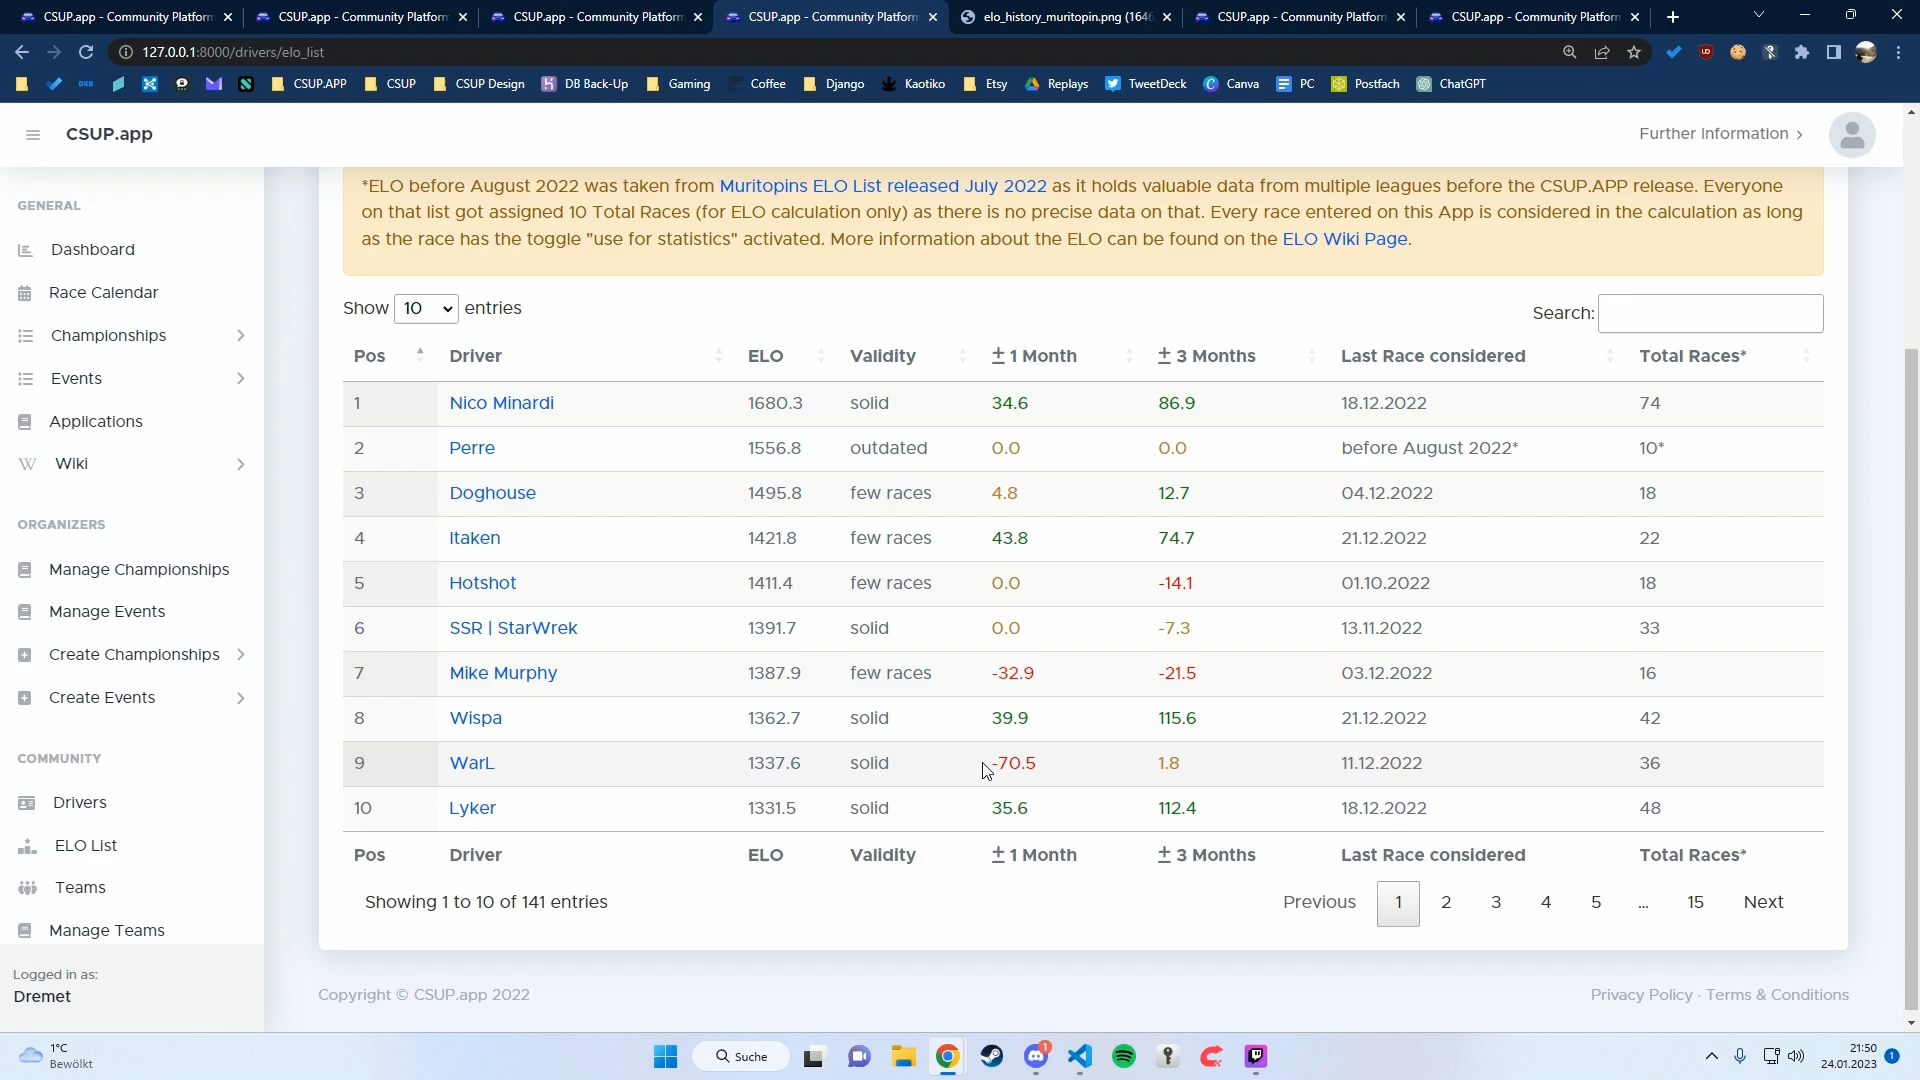 CSUP.app - Community Platform
CSUP.app - Community Platform
CSUP.app - Community Platform
CSUP.app - Community Platform
elo_history_muritopin.png (1646
CSUP.app - Community Platform
CSUP.app - Community Platform
127.0.0.1:8000/drivers/elo_list
DKB
CSUP.APP
CSUP
CSUP Design
DB Back-Up
Gaming
Coffee
Django
Kaotiko
Etsy
Replays
TweetDeck
Canva
PC
Postfach
ChatGPT
CSUP.app
Further Information
GENERAL
Dashboard
Race Calendar
Championships
Events
Applications
Wiki
ORGANIZERS
Manage Championships
Manage Events
Create Championships
Create Events
COMMUNITY
Drivers
ELO List
Teams
Manage Teams
Logged in as:
Dremet
*ELO before August 2022 was taken from Muritopins ELO List released July 2022 as it holds valuable data from multiple leagues before the CSUP.APP release. Everyone
on that list got assigned 10 Total Races (for ELO calculation only) as there is no precise data on that. Every race entered on this App is considered in the calculation as long
as the race has the toggle "use for statistics" activated. More information about the ELO can be found on the ELO Wiki Page.
Show 10 entries
Search:
Pos Driver ELO Validity ± 1 Month ± 3 Months Last Race considered Total Races*
1 Nico Minardi 1680.3 solid 34.6 86.9 18.12.2022 74
2 Perre 1556.8 outdated 0.0 0.0 before August 2022* 10*
3 Doghouse 1495.8 few races 4.8 12.7 04.12.2022 18
4 Itaken 1421.8 few races 43.8 74.7 21.12.2022 22
5 Hotshot 1411.4 few races 0.0 -14.1 01.10.2022 18
6 SSR | StarWrek 1391.7 solid 0.0 -7.3 13.11.2022 33
7 Mike Murphy 1387.9 few races -32.9 -21.5 03.12.2022 16
8 Wispa 1362.7 solid 39.9 115.6 21.12.2022 42
9 WarL 1337.6 solid -70.5 1.8 11.12.2022 36
10 Lyker 1331.5 solid 35.6 112.4 18.12.2022 48
Pos Driver ELO Validity ± 1 Month ± 3 Months Last Race considered Total Races*
Showing 1 to 10 of 141 entries
Previous 1 2 3 4 5 ... 15 Next
Copyright © CSUP.app 2022
Privacy Policy · Terms & Conditions
1°C
Bewölkt
Suche
1
21:50
24.01.2023
1